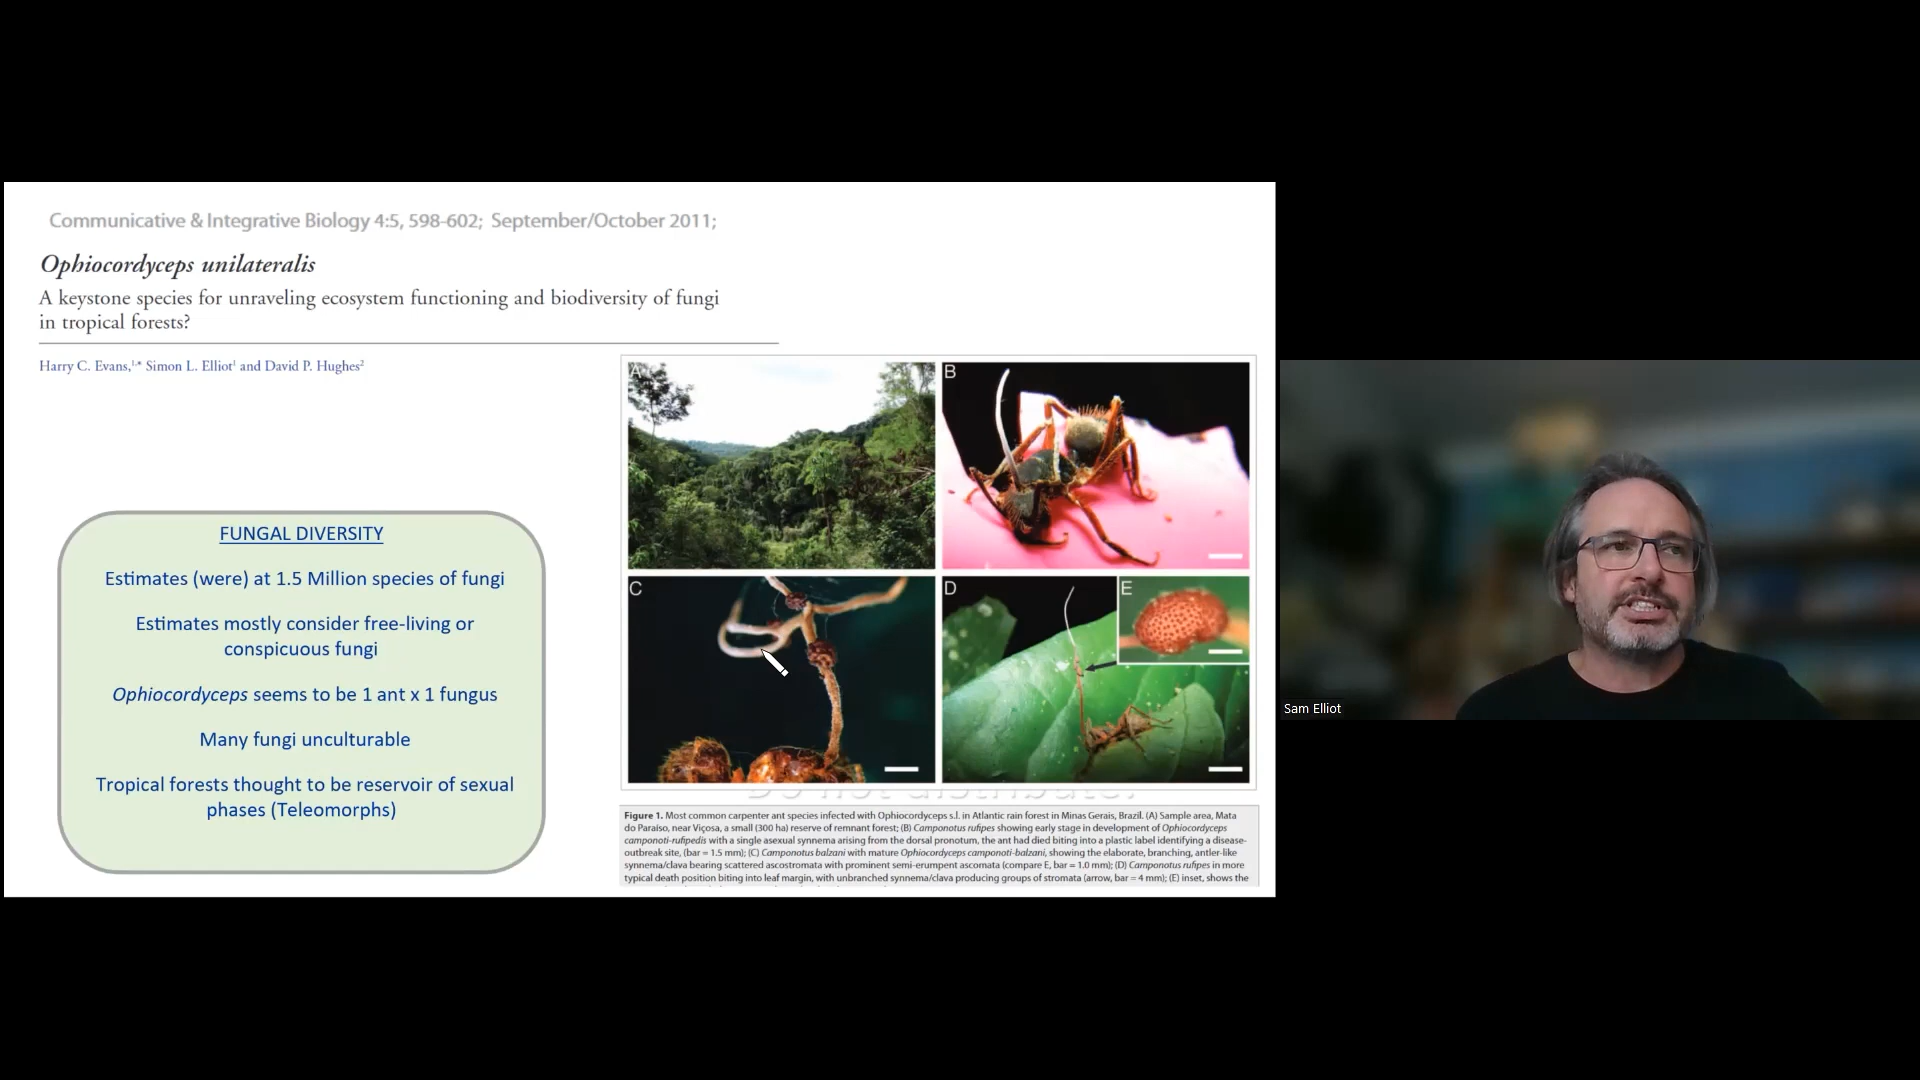 Communicative & Integrative Biology 4:5, 598-602; September/October 2011;
Ophiocordyceps unilateralis
A keystone species for unraveling ecosystem functioning and biodiversity of fungi
in tropical forests?
Harry C. Evans,¹,* Simon L. Elliot¹ and David P. Hughes²
FUNGAL DIVERSITY
Estimates (were) at 1.5 Million species of fungi
Estimates mostly consider free-living or
conspicuous fungi
Ophiocordyceps seems to be 1 ant x 1 fungus
Many fungi unculturable
Tropical forests thought to be reservoir of sexual
phases (Teleomorphs)
A
B
C
D
E
Do not distribute.
Figure 1. Most common carpenter ant species infected with Ophiocordyceps s.l. in Atlantic rain forest in Minas Gerais, Brazil. (A) Sample area, Mata
do Paraíso, near Viçosa, a small (300 ha) reserve of remnant forest; (B) Camponotus rufipes showing early stage in development of Ophiocordyceps
camponoti-rufipedis with a single asexual synnema arising from the dorsal pronotum, the ant had died biting into a plastic label identifying a disease-
outbreak site, (bar = 1.5 mm); (C) Camponotus balzani with mature Ophiocordyceps camponoti-balzani, showing the elaborate, branching, antler-like
synnema/clava bearing scattered ascostromata with prominent semi-erumpent ascomata (compare E, bar = 1.0 mm); (D) Camponotus rufipes in more
typical death position biting into leaf margin, with unbranched synnema/clava producing groups of stromata (arrow, bar = 4 mm); (E) inset, shows the
Sam Elliot